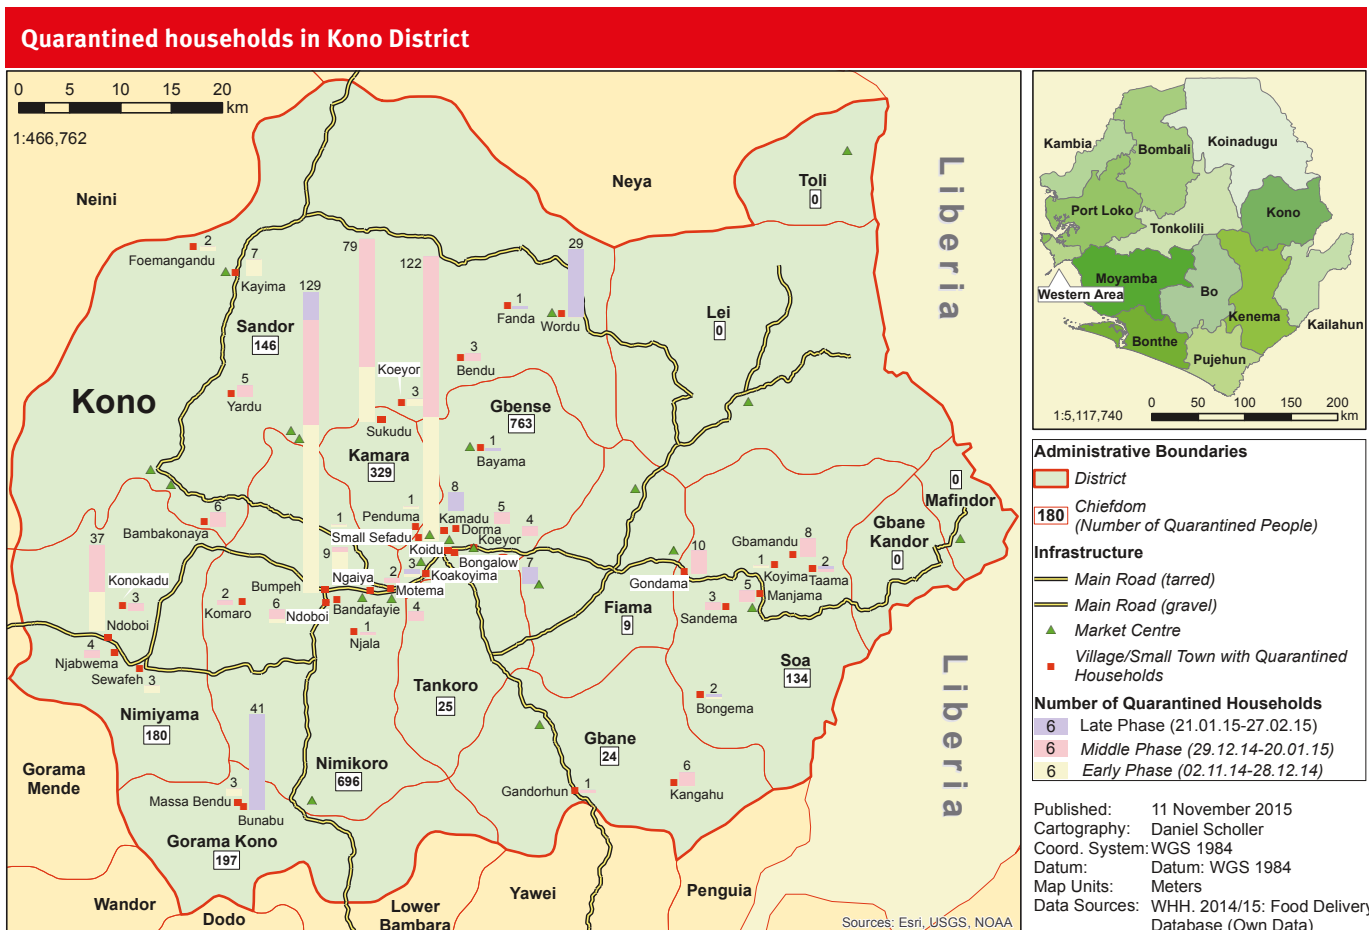 Quarantined households in Kono District
0 5 10 15 20
km
1:466,762
Neini
Neya
Toli
0
Liberia
2
Foemangandu
7
Kayima
79
122
29
129
1
Fanda
Wordu
Lei
0
Sandor
146
3
Bendu
Kono
5
Yardu
Koeyor
3
Sukudu
Gbense
763
Kamara
329
1
Bayama
0
Mafindor
6
Bambakonaya
1
Penduma
8
Kamadu
Dorma
5
4
Koeyor
1
Small Sefadu
Koidu
Gbane
Kondar
0
37
Konokadu
3
Ndoboi
9
Bumpeh
Ngaiya
2
3
Bongalow
Koakoyima
Motema
7
10
Gondama
Gbamandu
8
1
Koyima
2
Taama
5
Manjama
3
Sandema
2
Komaro
6
Ndoboi
Bandafayie
4
1
Njala
Fiama
9
4
Njabwema
Sewafeh
3
Soa
134
Tankoro
25
2
Bongema
Nimiyama
180
41
Gbane
24
Gorama
Mende
Nimikoro
696
3
Massa Bendu
Bunabu
Gandorhun
1
6
Kangahu
Liberia
Gorama Kono
197
Wandor
Dodo
Lower
Bambara
Yawei
Penguia
Sources: Esri, USGS, NOAA
Kambia
Bombali
Koinadugu
Port Loko
Kono
Tonkolili
Moyamba
Western Area
Bo
Kenema
Kailahun
Bonthe
Pujehun
1:5,117,740
0 50 100 150 200
km
Administrative Boundaries
District
180
Chiefdom
(Number of Quarantined People)
Infrastructure
Main Road (tarred)
Main Road (gravel)
Market Centre
Village/Small Town with Quarantined
Households
Number of Quarantined Households
6 Late Phase (21.01.15-27.02.15)
6 Middle Phase (29.12.14-20.01.15)
6 Early Phase (02.11.14-28.12.14)
Published: 11 November 2015
Cartography: Daniel Scholler
Coord. System: WGS 1984
Datum: Datum: WGS 1984
Map Units: Meters
Data Sources: WHH. 2014/15: Food Delivery
Database (Own Data)